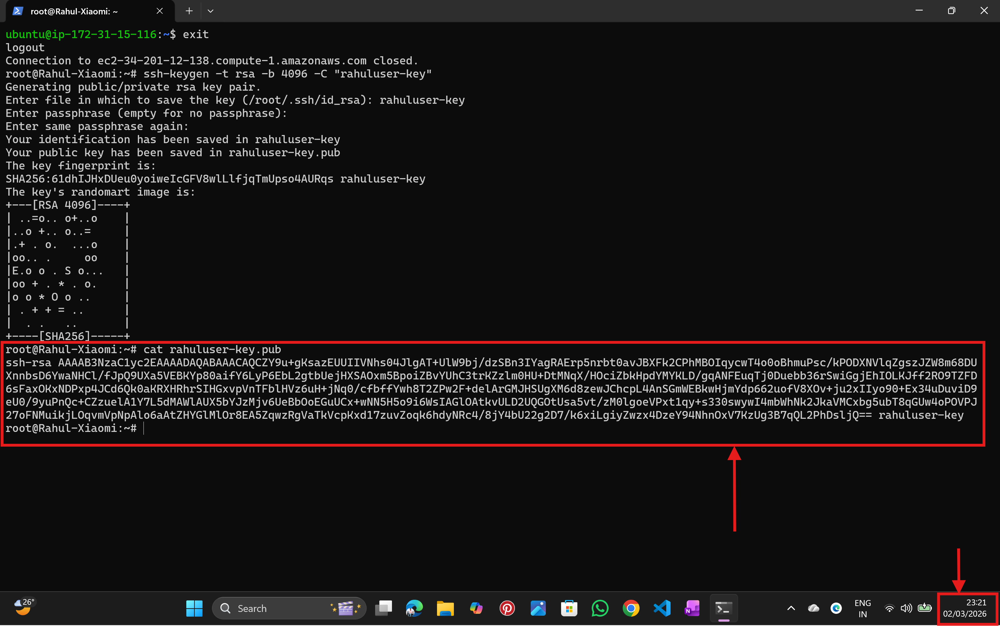 root@Rahul-Xiaomi: ~
ubuntu@ip-172-31-15-116:~$ exit
logout
Connection to ec2-34-201-12-138.compute-1.amazonaws.com closed.
root@Rahul-Xiaomi:~# ssh-keygen -t rsa -b 4096 -C "rahuluser-key"
Generating public/private rsa key pair.
Enter file in which to save the key (/root/.ssh/id_rsa): rahuluser-key
Enter passphrase (empty for no passphrase):
Enter same passphrase again:
Your identification has been saved in rahuluser-key
Your public key has been saved in rahuluser-key.pub
The key fingerprint is:
SHA256:61dhIJHxDUeu0yoiweIcGFV8wlLlfjqTmUpso4AURqs rahuluser-key
The key's randomart image is:
+---[RSA 4096]----+
| ..=o.. o+..o    |
|..o +.. o..=     |
|.+ . o.  ...o    |
|oo.. .     oo    |
|E.o o . S o...   |
|oo + . * . o.    |
|o o * O o ..     |
| . + + = ..      |
|  . .   ..       |
+----[SHA256]-----+
root@Rahul-Xiaomi:~# cat rahuluser-key.pub
ssh-rsa AAAAB3NzaC1yc2EAAAADAQABAAACAQCZY9u+gKsazEUUIIVNhs04JlgAT+UlW9bj/dzSBn3IYagRAErp5nrbt0avJBXFk2CPhMBOIqycwT4o0oBhmuPsc/kPODXNVlqZgszJZW8m68DU
XnnbsD6YwaNHCl/fJpQ9UXa5VEBKYp80aifY6LyP6EbL2gtbUejHXSAOxm5BpoiZBvYUhC3trKZzlm0HU+DtMNqX/HOciZbkHpdYMYKLD/gqANFEuqTj0Duebb36rSwiGgjEhIOLKJff2RO9TZFD
6sFaxOKxNDPxp4JCd6Qk0aKRXHRhrSIHGxvpVnTFblHVz6uH+jNq0/cfbffYwh8T2ZPw2F+delArGMJHSUgXM6d8zewJChcpL4AnSGmWEBkwHjmYdp662uofV8XOv+ju2xIIyo90+Ex34uDuviD9
eU0/9yuPnQc+CZzuelA1Y7L5dMAWlAUX5bYJzMjv6UeBbOoEGuUCx+wNN5H5o9i6WsIAGlOAtkvULD2UQGOtUsa5vt/zM0lgoeVPxt1qy+s330swywI4mbWhNk2JkaVMCxbg5ubT8qGUw4oPOVPJ
27oFNMuikjLOqvmVpNpAlo6aAtZHYGlMlOr8EA5ZqwzRgVaTkVcpKxd17zuvZoqk6hdyNRc4/8jY4bU22g2D7/k6xiLgiyZwzx4DzeY94NhnOxV7KzUg3B7qQL2PhDsljQ== rahuluser-key
root@Rahul-Xiaomi:~#
26°
Search
ENG
IN
23:21
02/03/2026